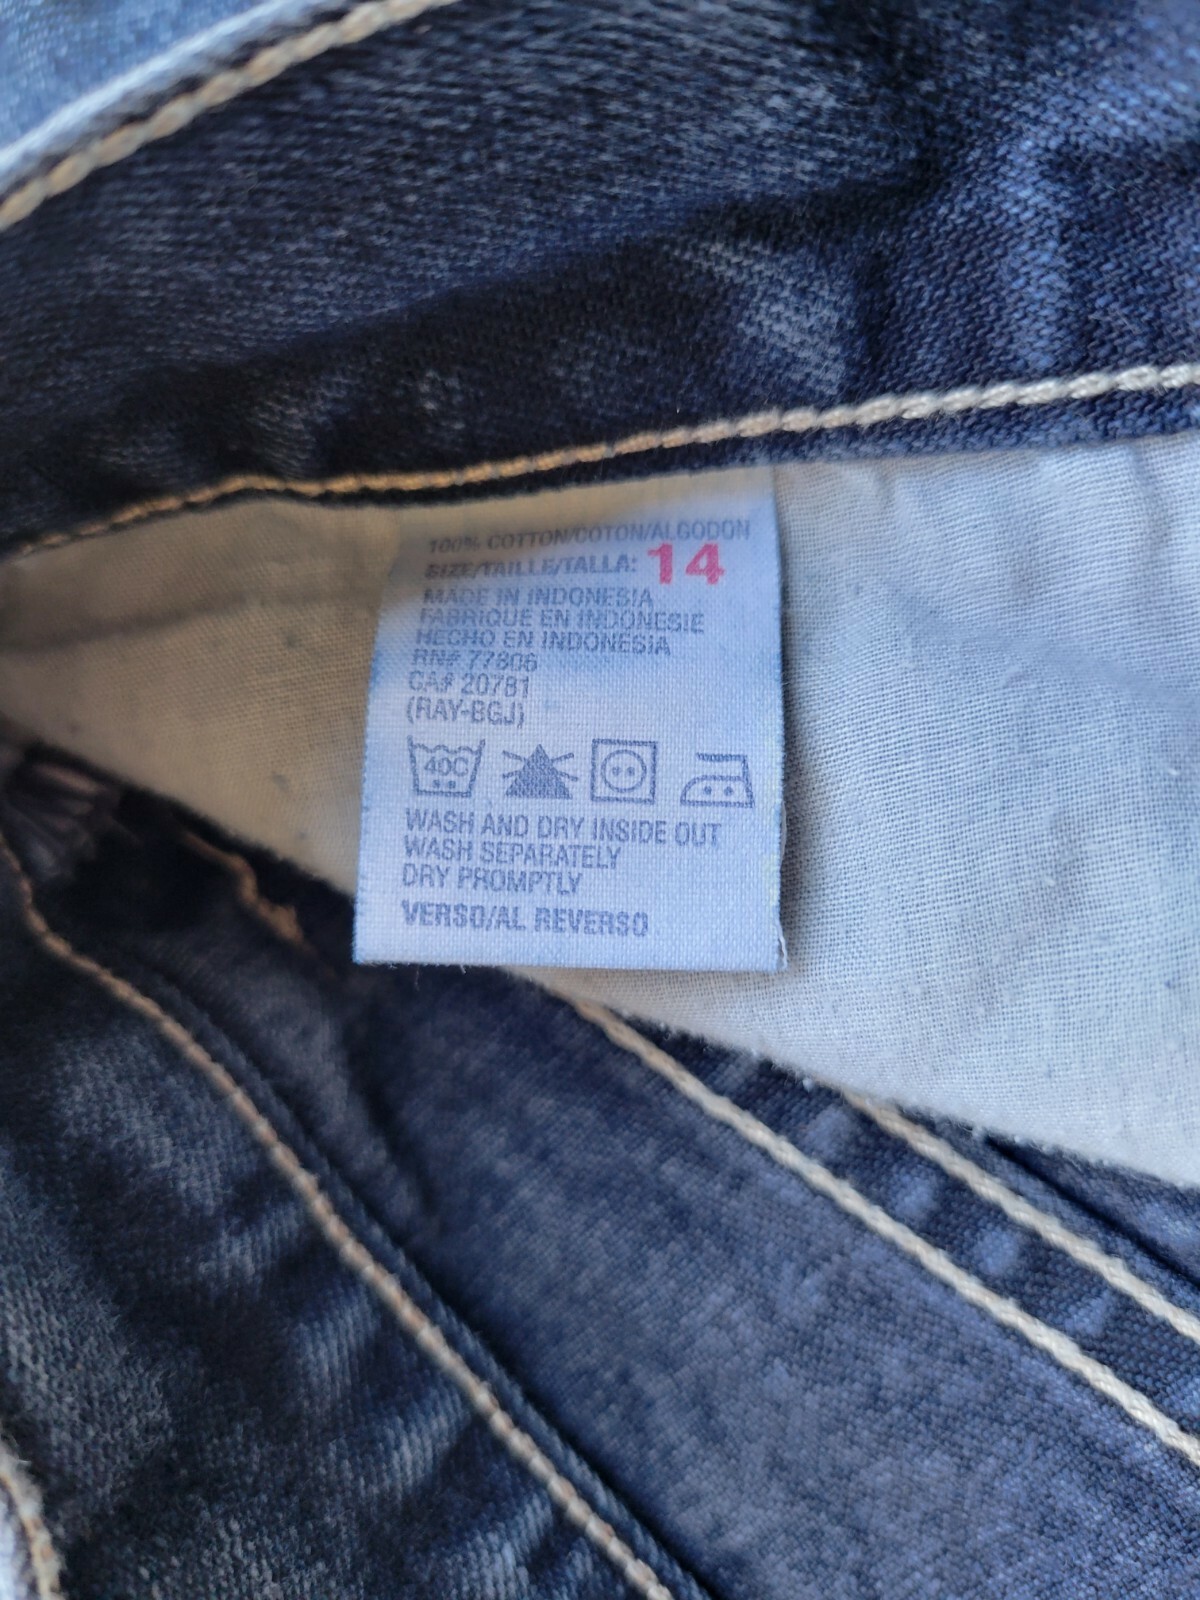 100% COTTON/COTON/ALGODON
SIZE/TAILLE/TALLA: 14
MADE IN INDONESIA
FABRIQUE EN INDONESIE
HECHO EN INDONESIA
RN# 77806
CA# 20781
(RAY-BGJ)
40C
WASH AND DRY INSIDE OUT
WASH SEPARATELY
DRY PROMPTLY
VERSO/AL REVERSO